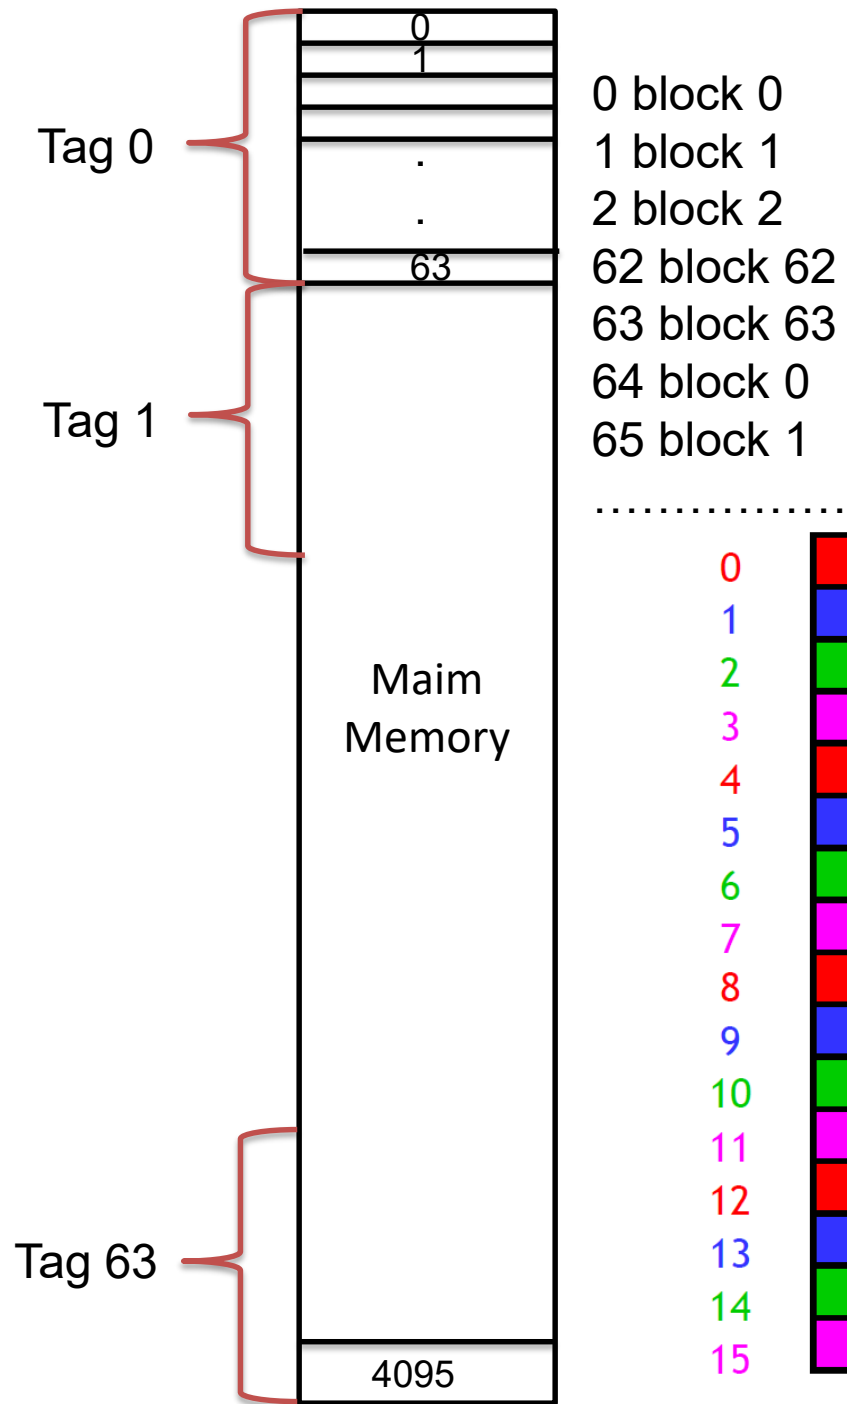 0
1
.
.
63
Tag 0
Tag 1
Maim
Memory
Tag 63
4095
0 block 0
1 block 1
2 block 2
62 block 62
63 block 63
64 block 0
65 block 1
................
0
1
2
3
4
5
6
7
8
9
10
11
12
13
14
15